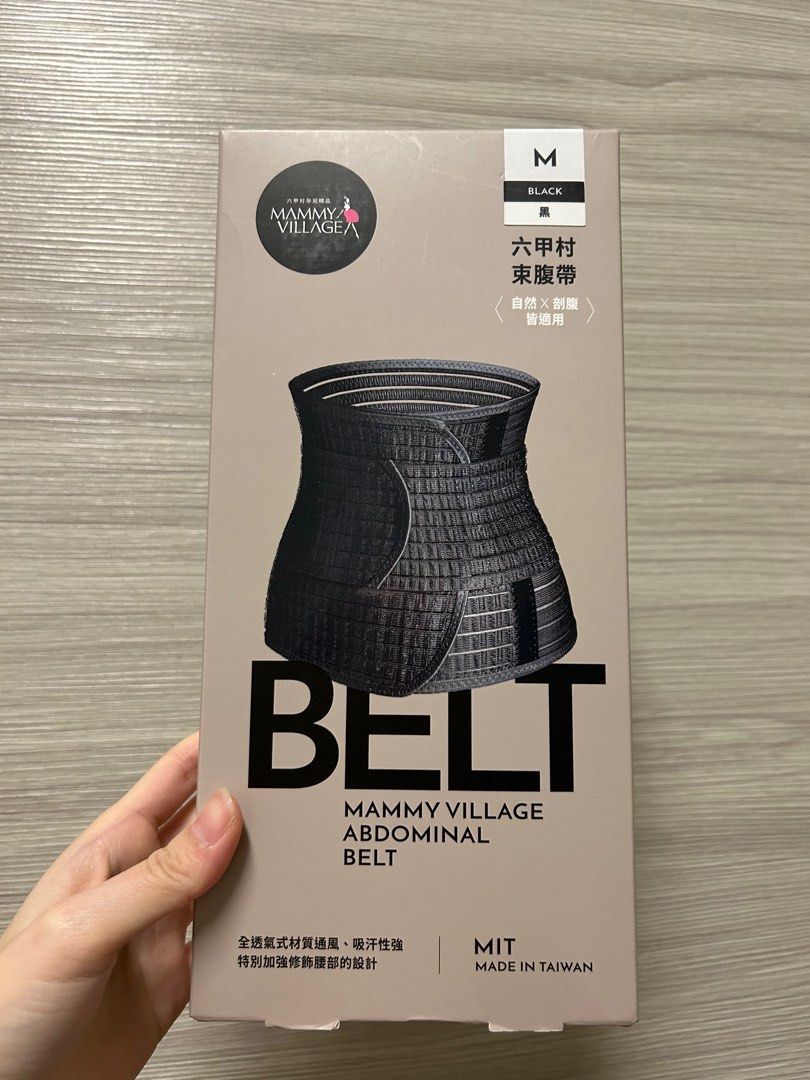 六甲村孕兒精品
MAMMY
VILLAGE
M
BLACK
黑
六甲村
束腹帶
〈自然×剖腹
皆適用〉
BELT
MAMMY VILLAGE
ABDOMINAL
BELT
全透氣式材質通風、吸汗性強
特別加強修飾腰部的設計
MIT
MADE IN TAIWAN